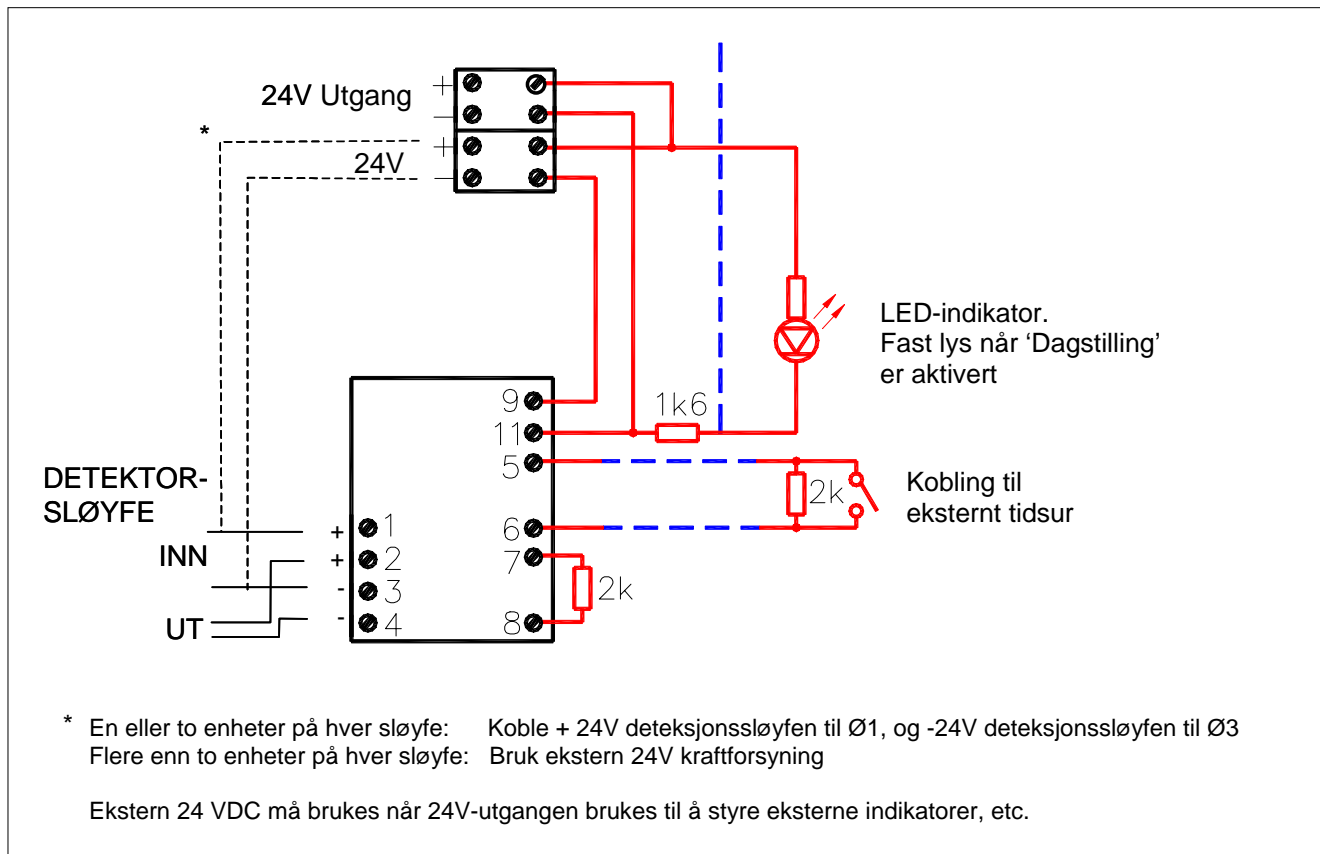 24V Utgang
+
–
*
24V
+
–
LED-indikator.
Fast lys når ‘Dagstilling’
er aktivert
9
11
1k6
5
2k
Kobling til
eksternt tidsur
6
7
2k
8
DETEKTOR-
SLØYFE
INN
UT
+ 1
+ 2
- 3
- 4
* En eller to enheter på hver sløyfe: Koble + 24V deteksjonssløyfen til Ø1, og -24V deteksjonssløyfen til Ø3
Flere enn to enheter på hver sløyfe: Bruk ekstern 24V kraftforsyning
Ekstern 24 VDC må brukes når 24V-utgangen brukes til å styre eksterne indikatorer, etc.